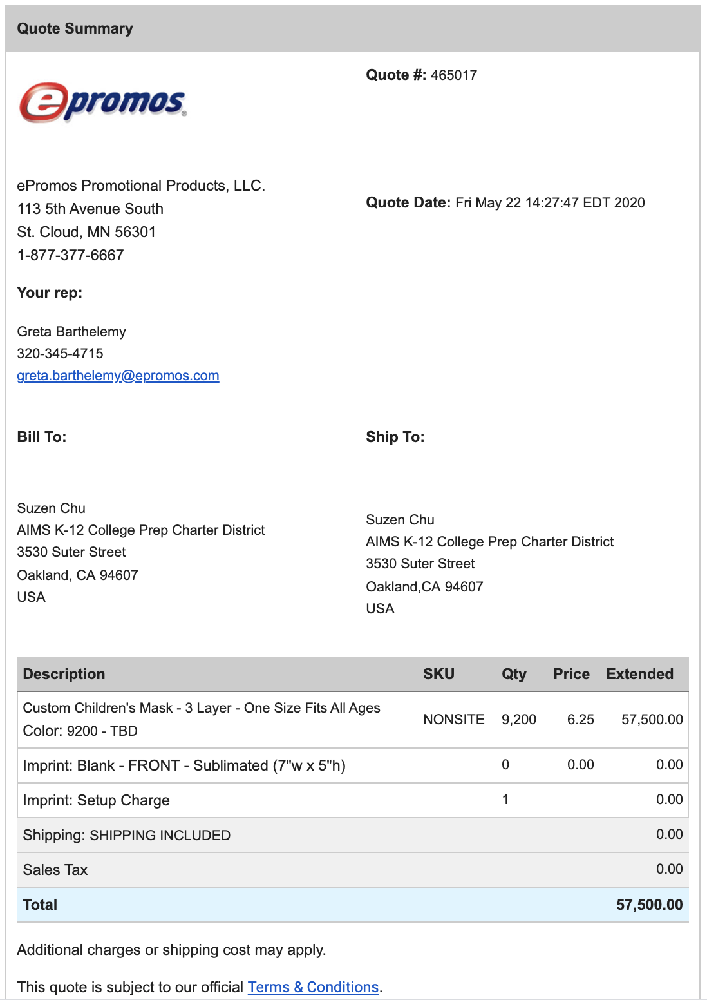 Quote Summary
epromos®
Quote #: 465017
ePromos Promotional Products, LLC.
113 5th Avenue South
St. Cloud, MN 56301
1-877-377-6667
Quote Date: Fri May 22 14:27:47 EDT 2020
Your rep:
Greta Barthelemy
320-345-4715
greta.barthelemy@epromos.com
Bill To:
Suzen Chu
AIMS K-12 College Prep Charter District
3530 Suter Street
Oakland, CA 94607
USA
Ship To:
Suzen Chu
AIMS K-12 College Prep Charter District
3530 Suter Street
Oakland,CA 94607
USA
Description SKU Qty Price Extended
Custom Children's Mask - 3 Layer - One Size Fits All Ages
Color: 9200 - TBD
NONSITE 9,200 6.25 57,500.00
Imprint: Blank - FRONT - Sublimated (7"w x 5"h) 0 0.00 0.00
Imprint: Setup Charge 1 0.00
Shipping: SHIPPING INCLUDED 0.00
Sales Tax 0.00
Total 57,500.00
Additional charges or shipping cost may apply.
This quote is subject to our official Terms & Conditions.